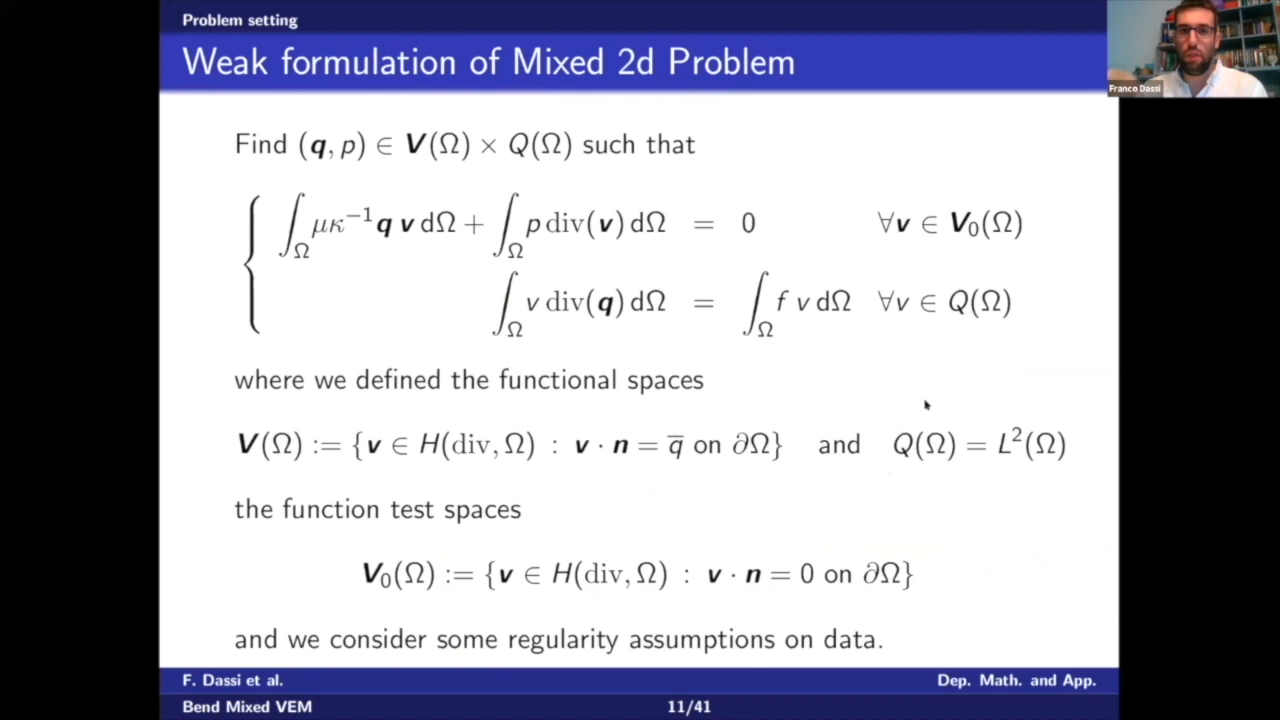 Problem setting
Weak formulation of Mixed 2d Problem
Franco Dassi
Find (q, p) ∈ V(Ω) × Q(Ω) such that
∫_Ω μκ⁻¹ q v dΩ + ∫_Ω p div(v) dΩ = 0 ∀v ∈ V₀(Ω)
∫_Ω v div(q) dΩ = ∫_Ω f v dΩ ∀v ∈ Q(Ω)
where we defined the functional spaces
V(Ω) := {v ∈ H(div, Ω) : v · n = q̅ on ∂Ω} and Q(Ω) = L²(Ω)
the function test spaces
V₀(Ω) := {v ∈ H(div, Ω) : v · n = 0 on ∂Ω}
and we consider some regularity assumptions on data.
F. Dassi et al. Dep. Math. and App.
Bend Mixed VEM 11/41